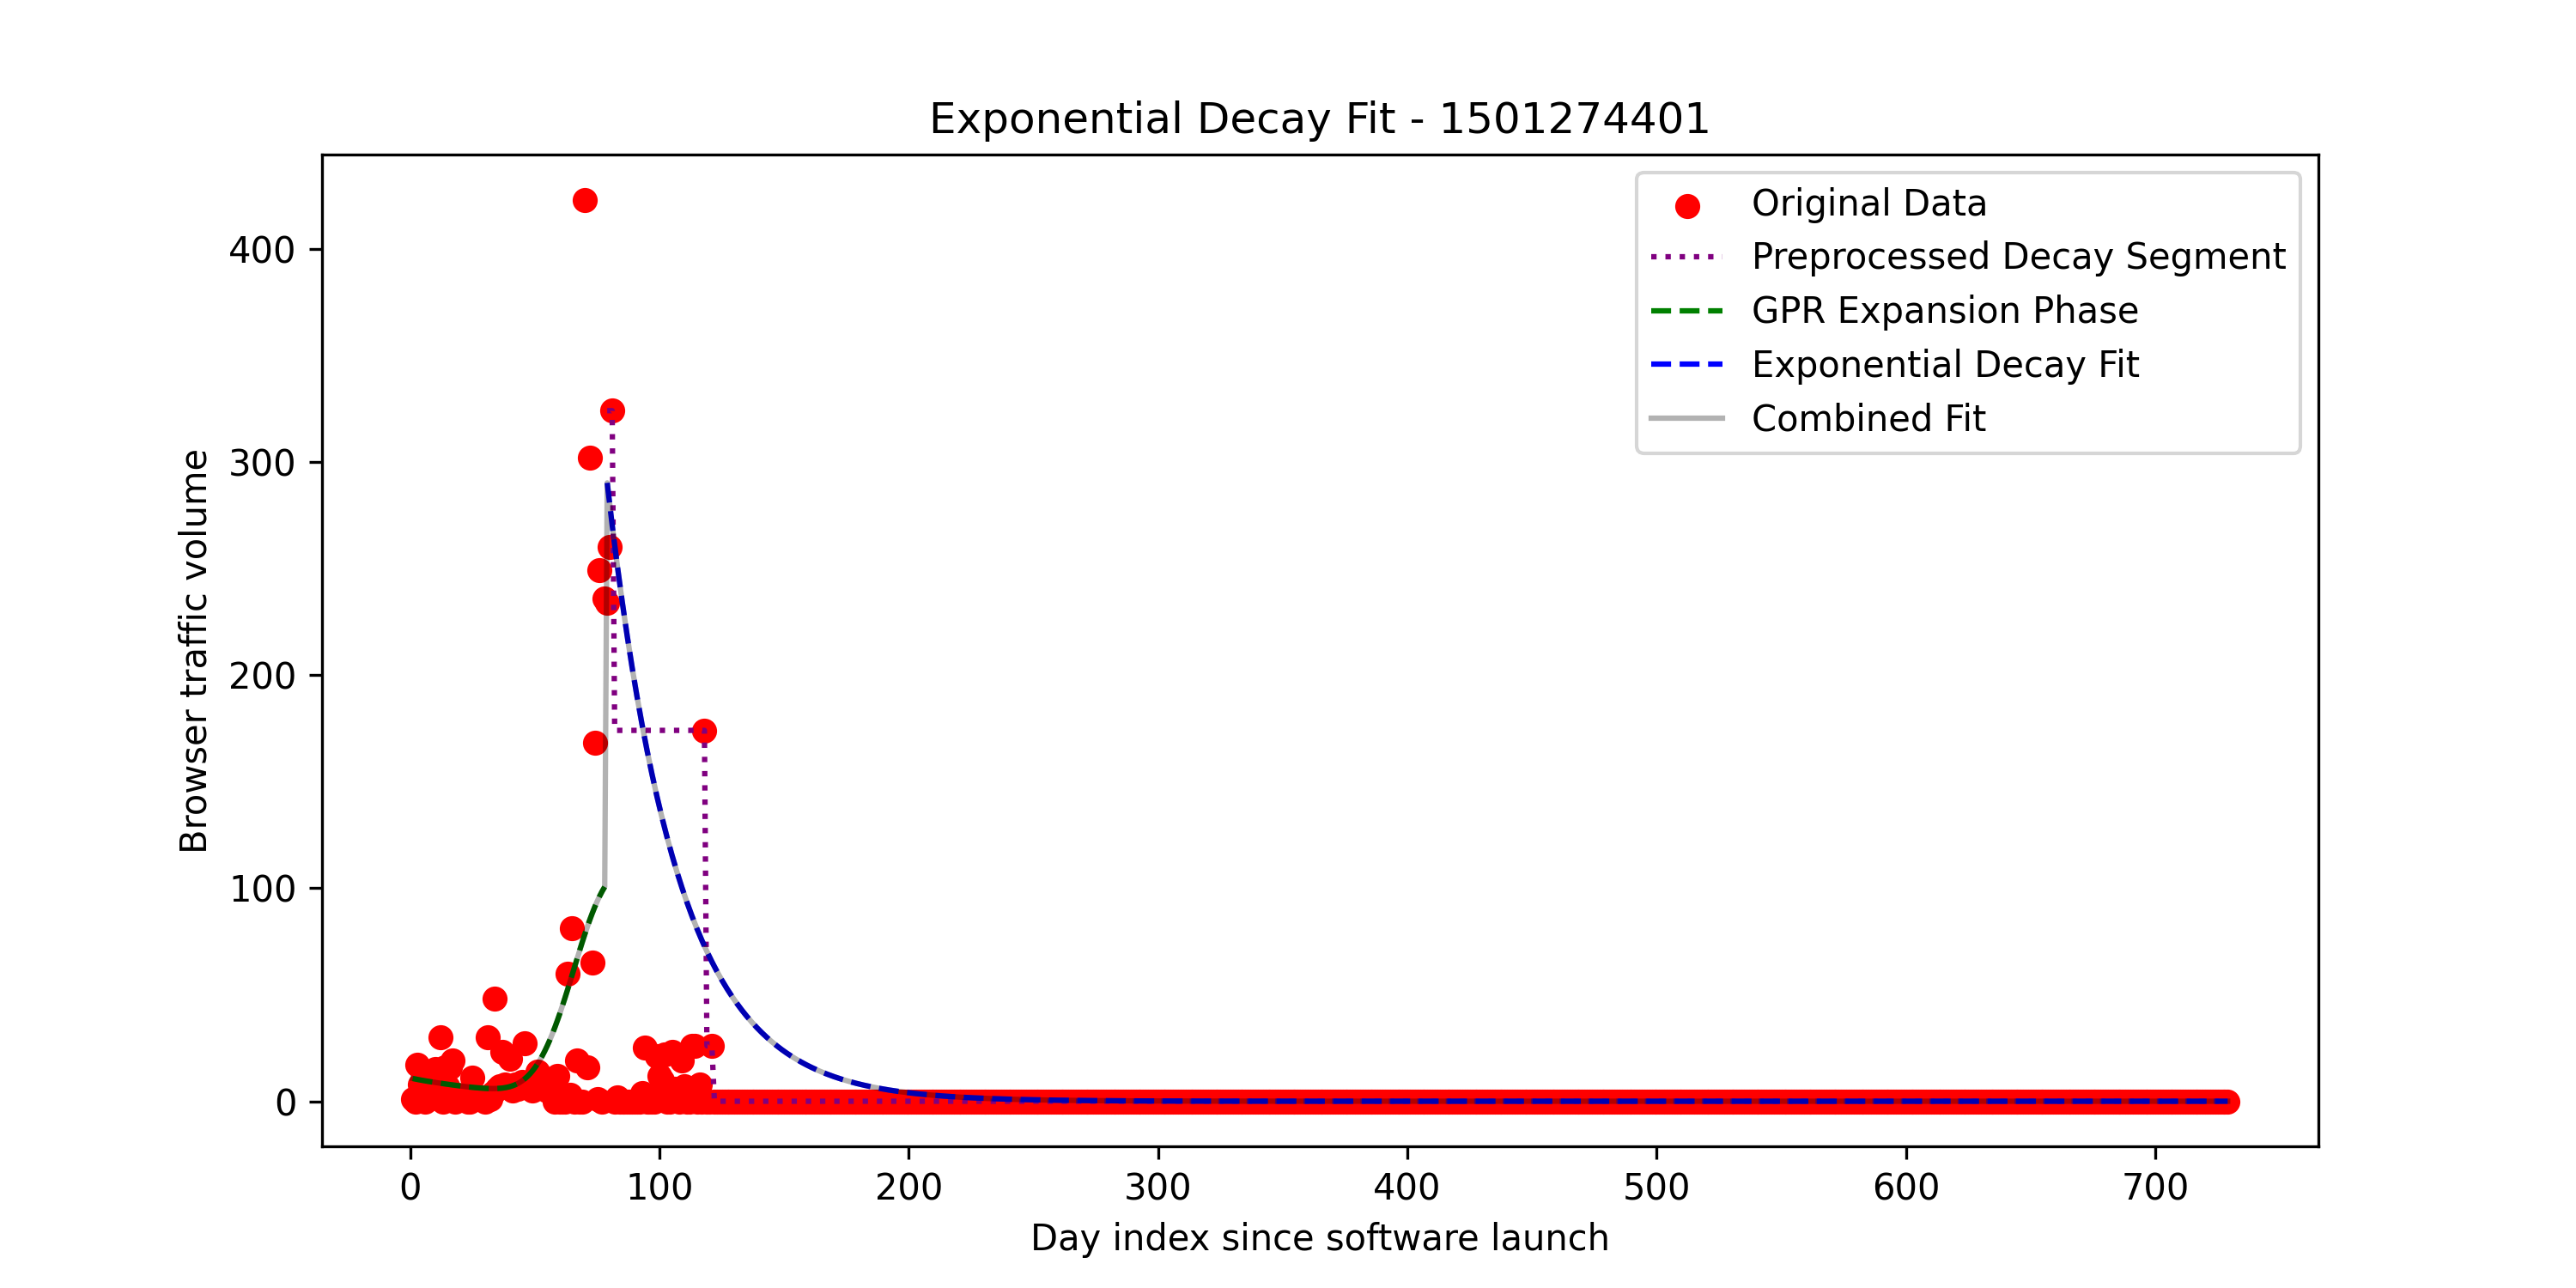 Exponential Decay Fit - 1501274401
Original Data
Preprocessed Decay Segment
GPR Expansion Phase
Exponential Decay Fit
Combined Fit
Browser traffic volume
400
300
200
100
0
0 100 200 300 400 500 600 700
Day index since software launch